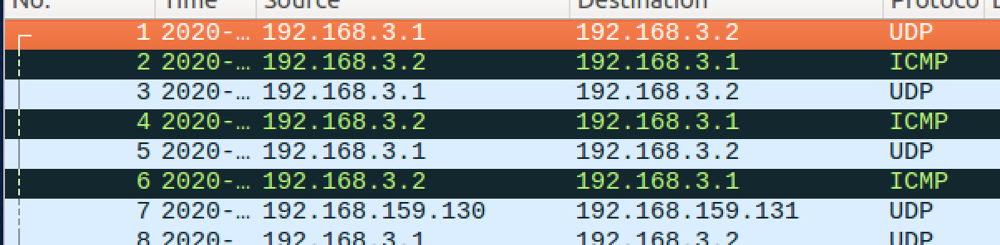 No. Time Source Destination Protoco
1 2020-… 192.168.3.1 192.168.3.2 UDP
2 2020-… 192.168.3.2 192.168.3.1 ICMP
3 2020-… 192.168.3.1 192.168.3.2 UDP
4 2020-… 192.168.3.2 192.168.3.1 ICMP
5 2020-… 192.168.3.1 192.168.3.2 UDP
6 2020-… 192.168.3.2 192.168.3.1 ICMP
7 2020-… 192.168.159.130 192.168.159.131 UDP
8 2020-… 192.168.3.1 192.168.3.2 UDP